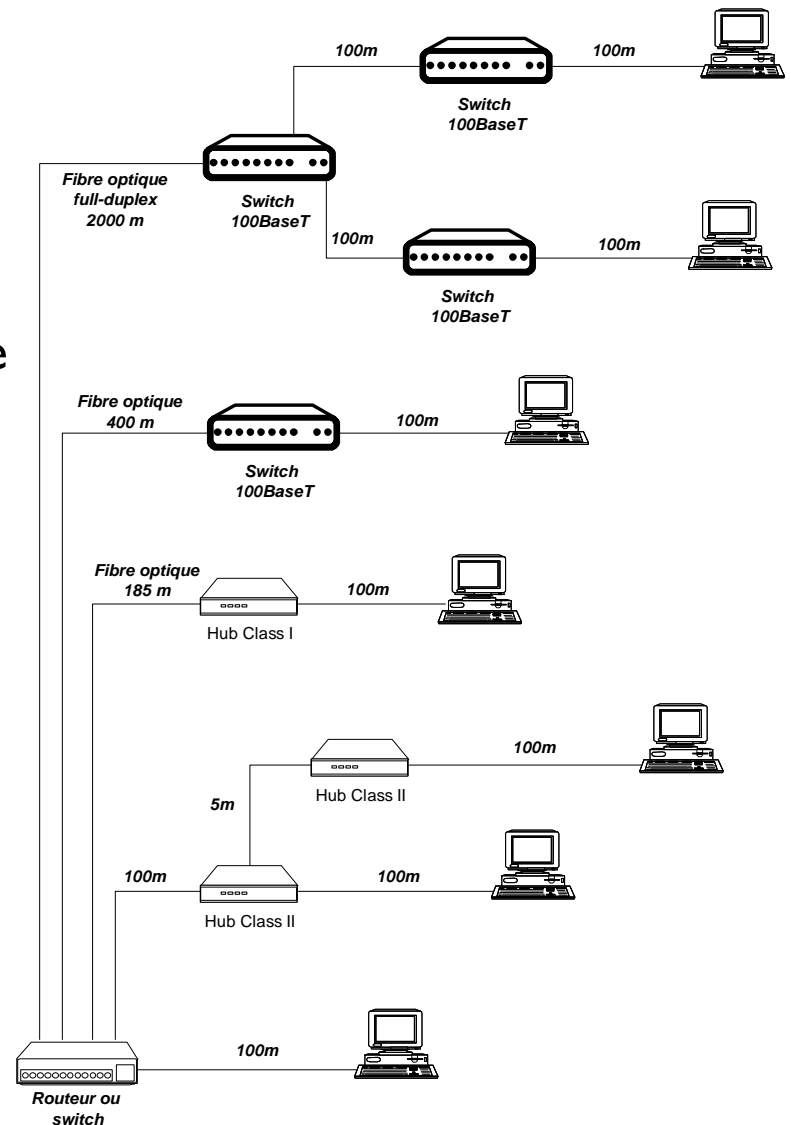 100m
100m
Switch
100BaseT
Fibre optique
full-duplex
2000 m
Switch
100BaseT
100m
100m
Switch
100BaseT
e
Fibre optique
400 m
100m
Switch
100BaseT
Fibre optique
185 m
100m
Hub Class I
100m
Hub Class II
5m
100m
100m
Hub Class II
100m
Routeur ou
switch